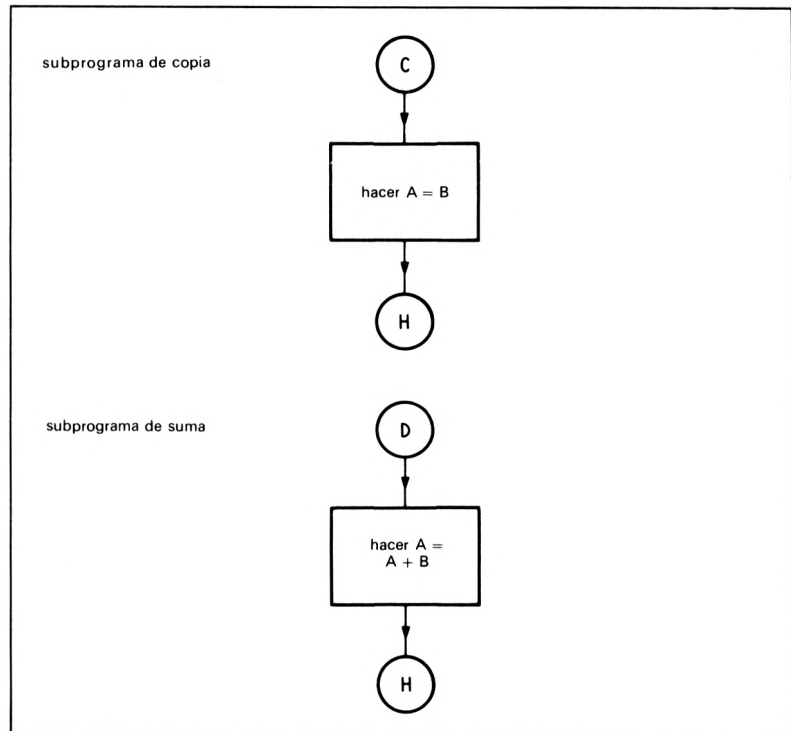 subprograma de copia
C
hacer A = B
H
subprograma de suma
D
hacer A =
A + B
H